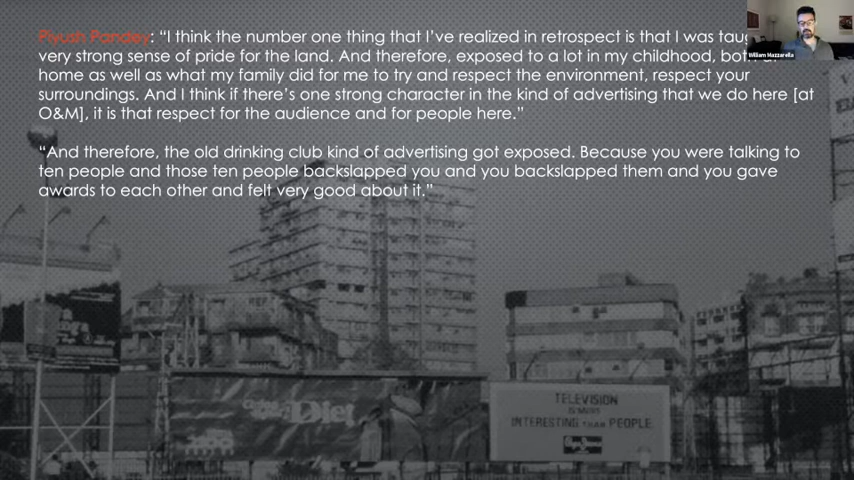 Piyush Pandey: “I think the number one thing that I’ve realized in retrospect is that I was
very strong sense of pride for the land. And therefore, exposed to a lot in my childhood,
home as well as what my family did for me to try and respect the environment, respect your
surroundings. And I think if there’s one strong character in the kind of advertising that we do here [at
O&M], it is that respect for the audience and for people here.”
“And therefore, the old drinking club kind of advertising got exposed. Because you were talking to
ten people and those ten people backslapped you and you backslapped them and you gave
awards to each other and felt very good about it.”
William Mazzarella
Diet
TELEVISION
INTERESTING THAN PEOPLE.